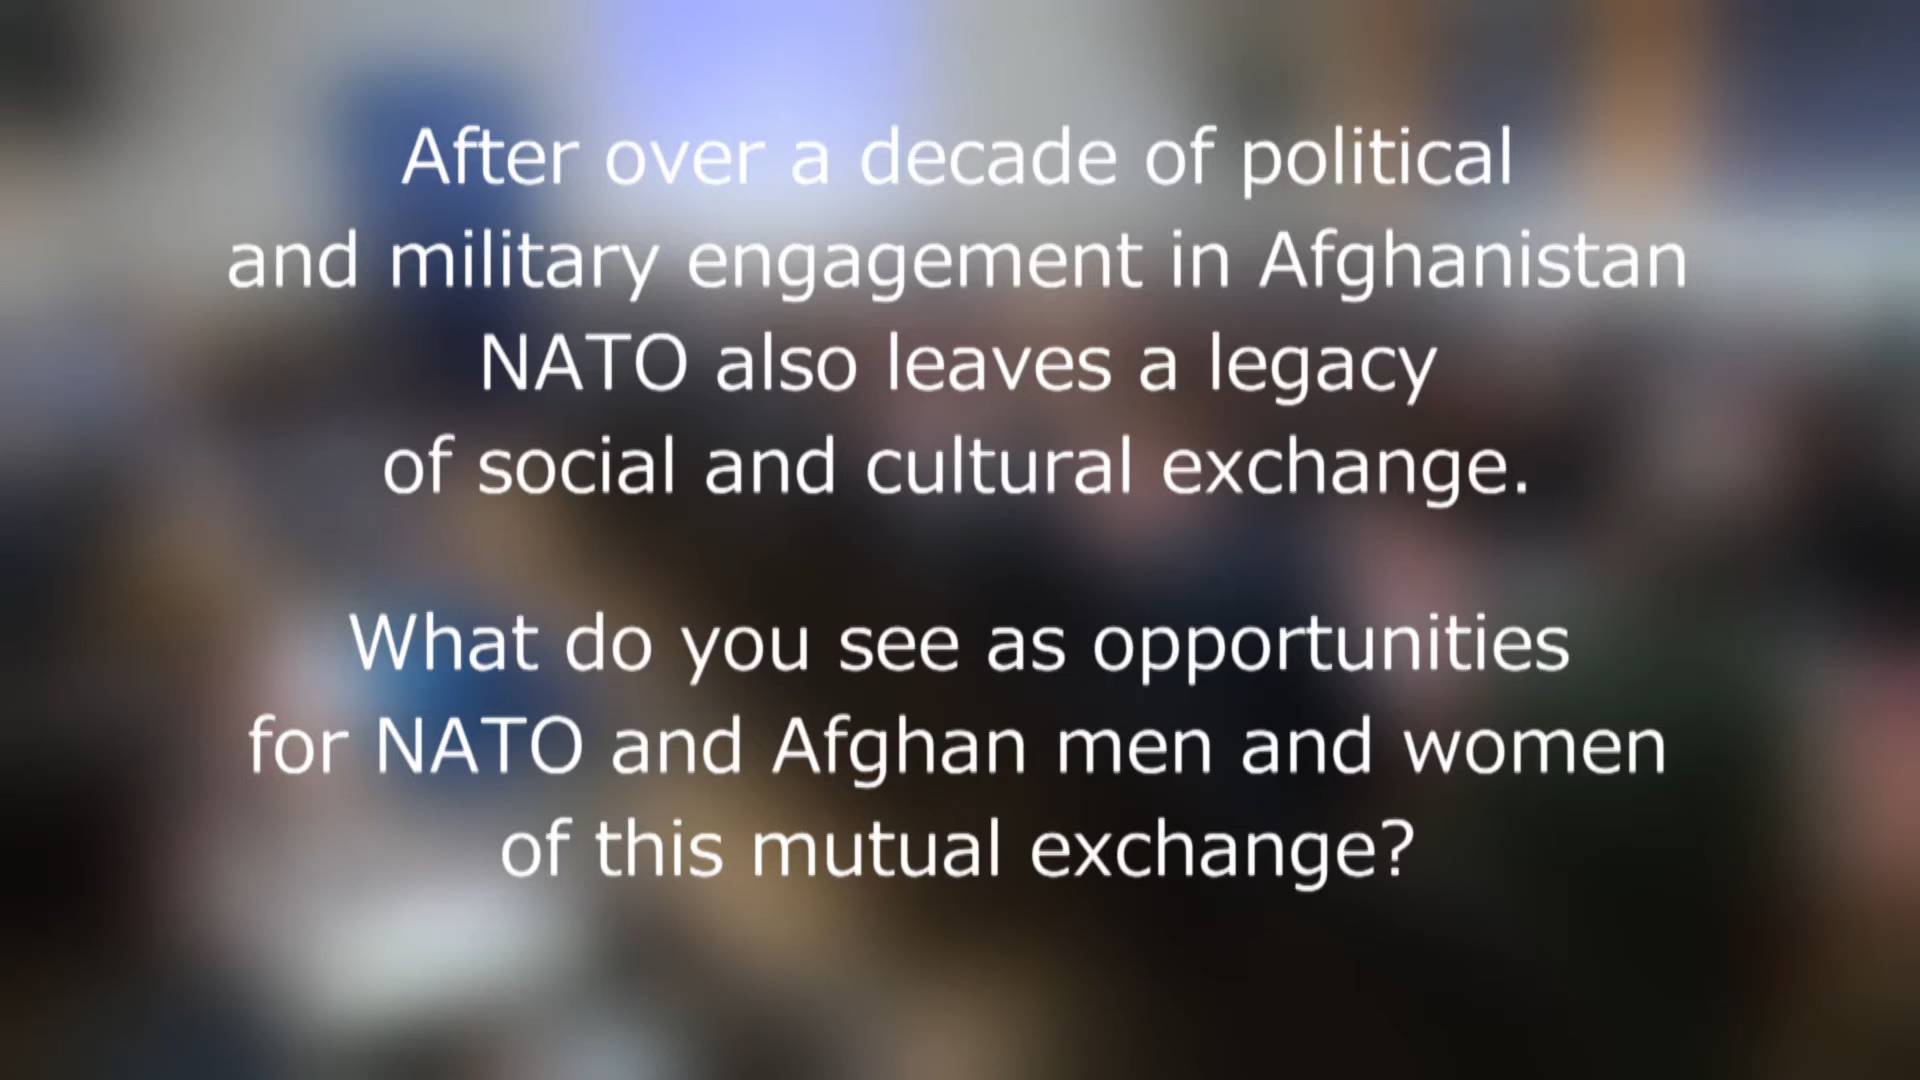 After over a decade of political
and military engagement in Afghanistan
NATO also leaves a legacy
of social and cultural exchange.
What do you see as opportunities
for NATO and Afghan men and women
of this mutual exchange?